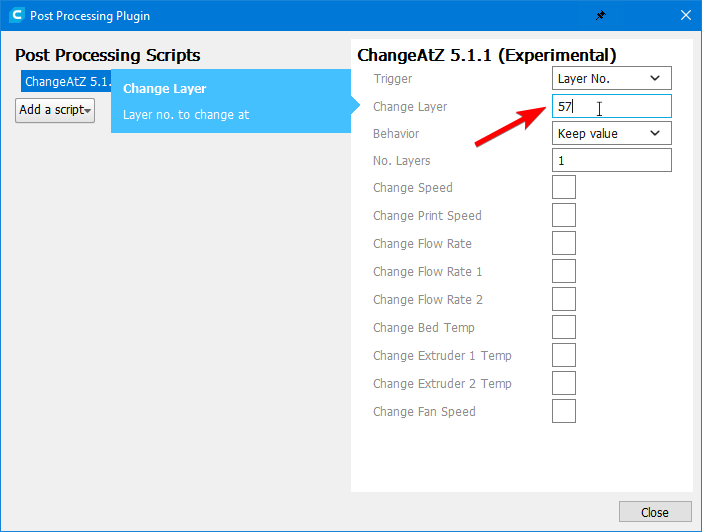 Post Processing Plugin
Post Processing Scripts
ChangeAtZ 5.1.
Add a script
Change Layer
Layer no. to change at
ChangeAtZ 5.1.1 (Experimental)
Trigger Layer No.
Change Layer 57
Behavior Keep value
No. Layers 1
Change Speed
Change Print Speed
Change Flow Rate
Change Flow Rate 1
Change Flow Rate 2
Change Bed Temp
Change Extruder 1 Temp
Change Extruder 2 Temp
Change Fan Speed
Close